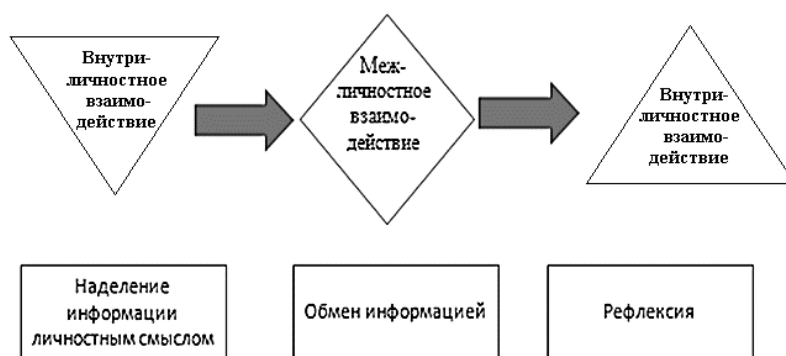 Внутри-
личностное
взаимо-
действие
Меж-
личностное
взаимо-
действие
Внутри-
личностное
взаимо-
действие
Наделение
информации
личностным смыслом
Обмен информацией
Рефлексия